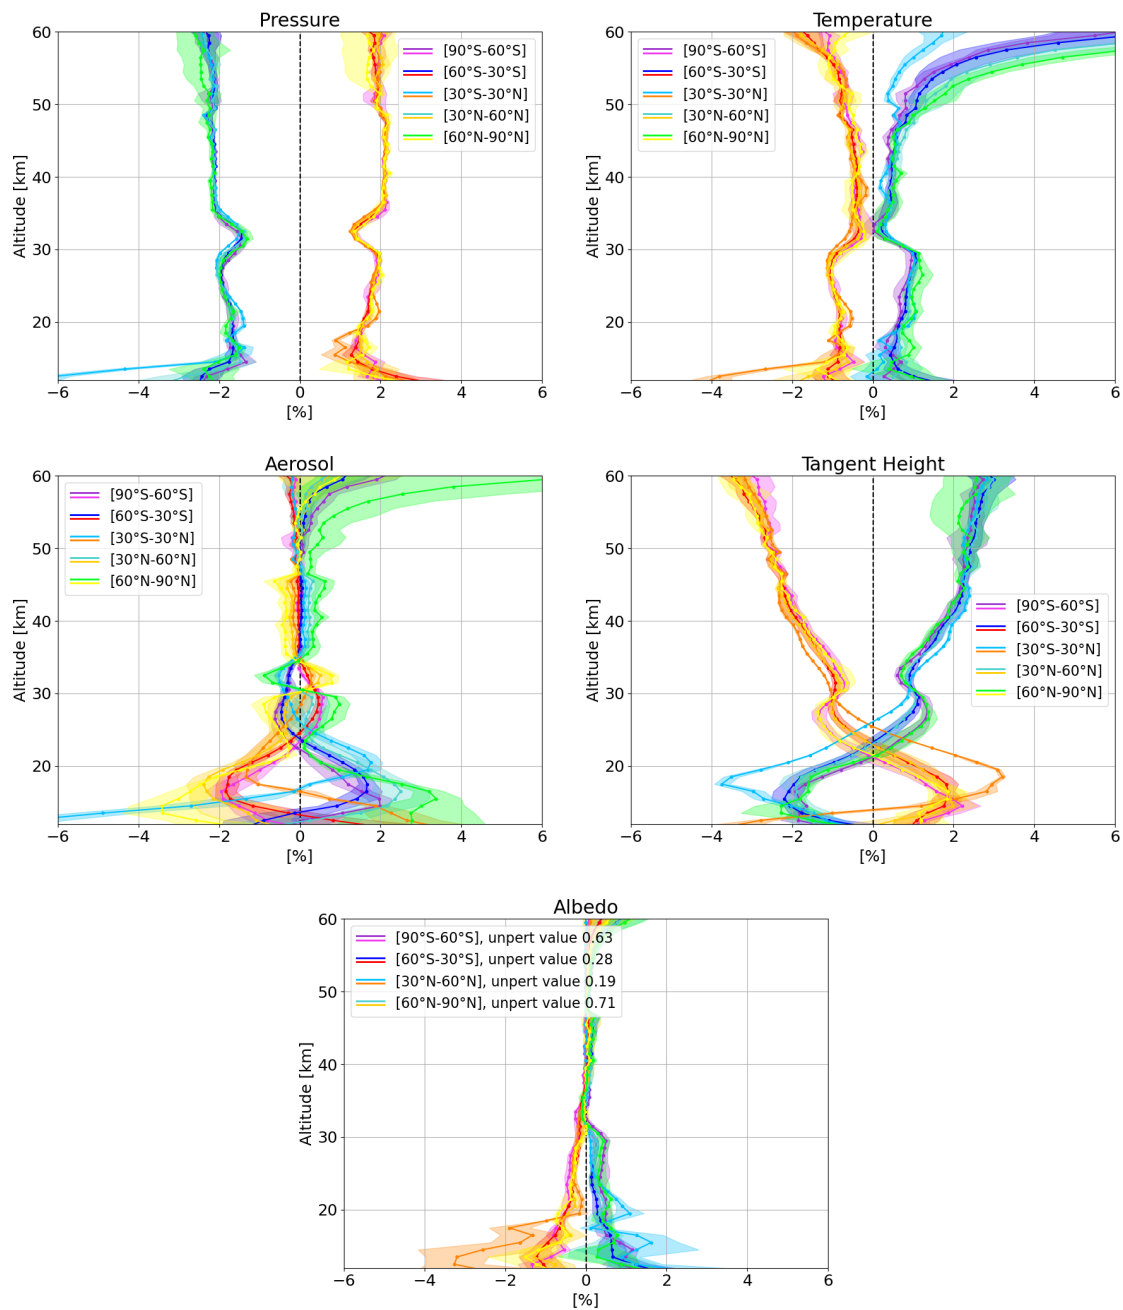 Pressure
60
50
40
30
20
Altitude [km]
−6 −4 −2 0 2 4 6
[%]
[90°S-60°S]
[60°S-30°S]
[30°S-30°N]
[30°N-60°N]
[60°N-90°N]
Temperature
60
50
40
30
20
Altitude [km]
−6 −4 −2 0 2 4 6
[%]
[90°S-60°S]
[60°S-30°S]
[30°S-30°N]
[30°N-60°N]
[60°N-90°N]
Aerosol
60
50
40
30
20
Altitude [km]
−6 −4 −2 0 2 4 6
[%]
[90°S-60°S]
[60°S-30°S]
[30°S-30°N]
[30°N-60°N]
[60°N-90°N]
Tangent Height
60
50
40
30
20
Altitude [km]
−6 −4 −2 0 2 4 6
[%]
[90°S-60°S]
[60°S-30°S]
[30°S-30°N]
[30°N-60°N]
[60°N-90°N]
Albedo
60
50
40
30
20
Altitude [km]
−6 −4 −2 0 2 4 6
[%]
[90°S-60°S], unpert value 0.63
[60°S-30°S], unpert value 0.28
[30°N-60°N], unpert value 0.19
[60°N-90°N], unpert value 0.71